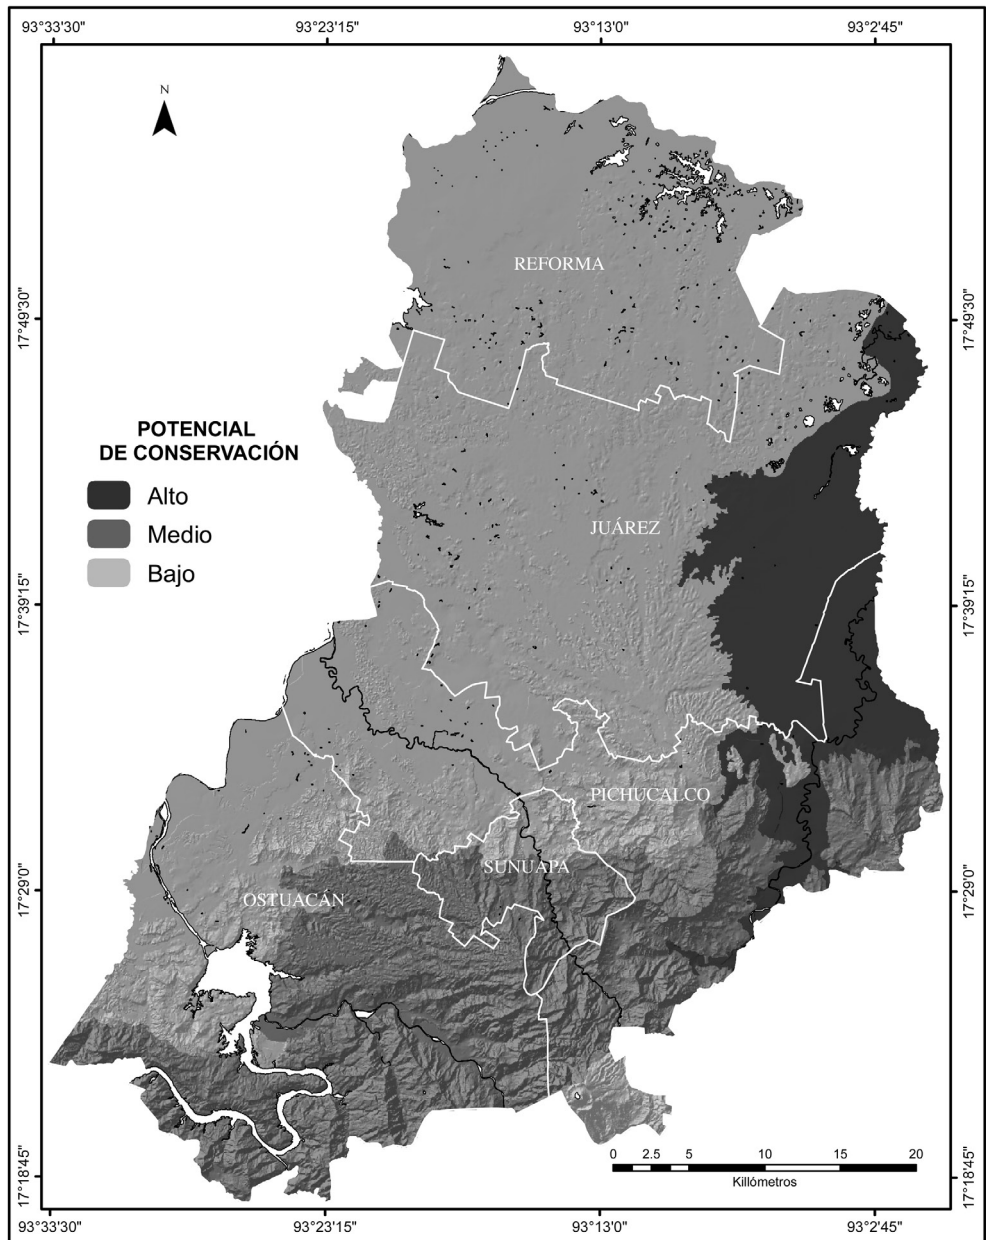 93°33'30" 93°23'15" 93°13'0" 93°2'45"
N
REFORMA
17°49'30" 17°49'30"
POTENCIAL
DE CONSERVACIÓN
Alto
Medio
Bajo
JUÁREZ
17°39'15" 17°39'15"
PICHUCALCO
SUNUAPA
OSTUACÁN
17°29'0" 17°29'0"
0 2.5 5 10 15 20
Killómetros
17°18'45" 17°18'45"
93°33'30" 93°23'15" 93°13'0" 93°2'45"